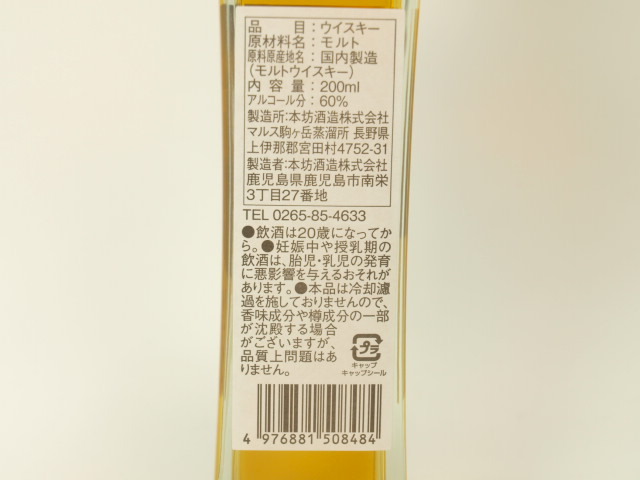 品 目：ウイスキー
原材料名：モルト
原料原産地名：国内製造
（モルトウイスキー）
内容量：200ml
アルコール分：60%
製造所：本坊酒造株式会社
マルス駒ヶ岳蒸溜所 長野県
上伊那郡宮田村4752-31
製造者：本坊酒造株式会社
鹿児島県鹿児島市南栄
3丁目27番地
TEL 0265-85-4633
●飲酒は20歳になってか
ら。●妊娠中や授乳期の
飲酒は、胎児・乳児の発育
に悪影響を与えるおそれが
あります。●本品は冷却濾
過を施しておりませんので、
香味成分や樽成分の一部
が沈殿する場合
がございますが、
品質上問題はあ
りません。
プラ
キャップ
キャップシール
4 976881 508484